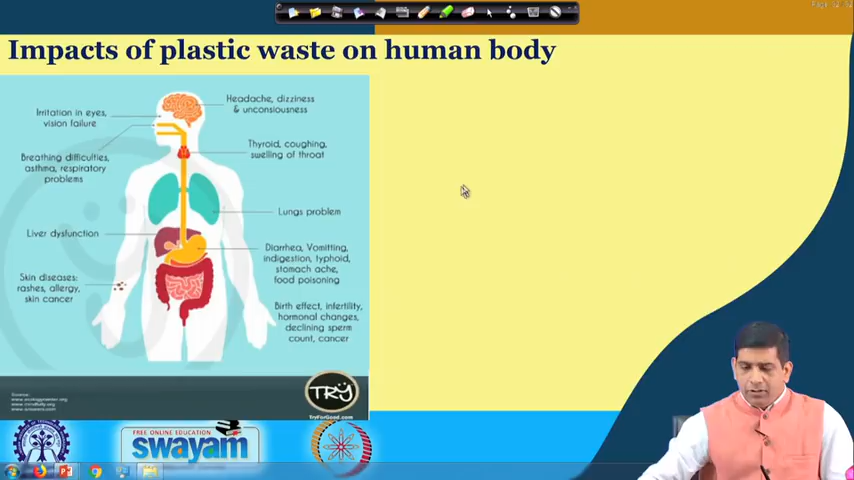 Impacts of plastic waste on human body
Headache, dizziness
& unconsiousness
Irritation in eyes,
vision failure
Thyroid, coughing,
swelling of throat
Breathing difficulties,
asthma, respiratory
problems
Lungs problem
Liver dysfunction
Diarrhea, Vomitting,
indigestion, typhoid,
stomach ache,
food poisoning
Skin diseases:
rashes, allergy,
skin cancer
Birth effect, infertility,
hormonal changes,
declining sperm
count, cancer
TRY
TryForGood.com
FREE ONLINE EDUCATION
swayam